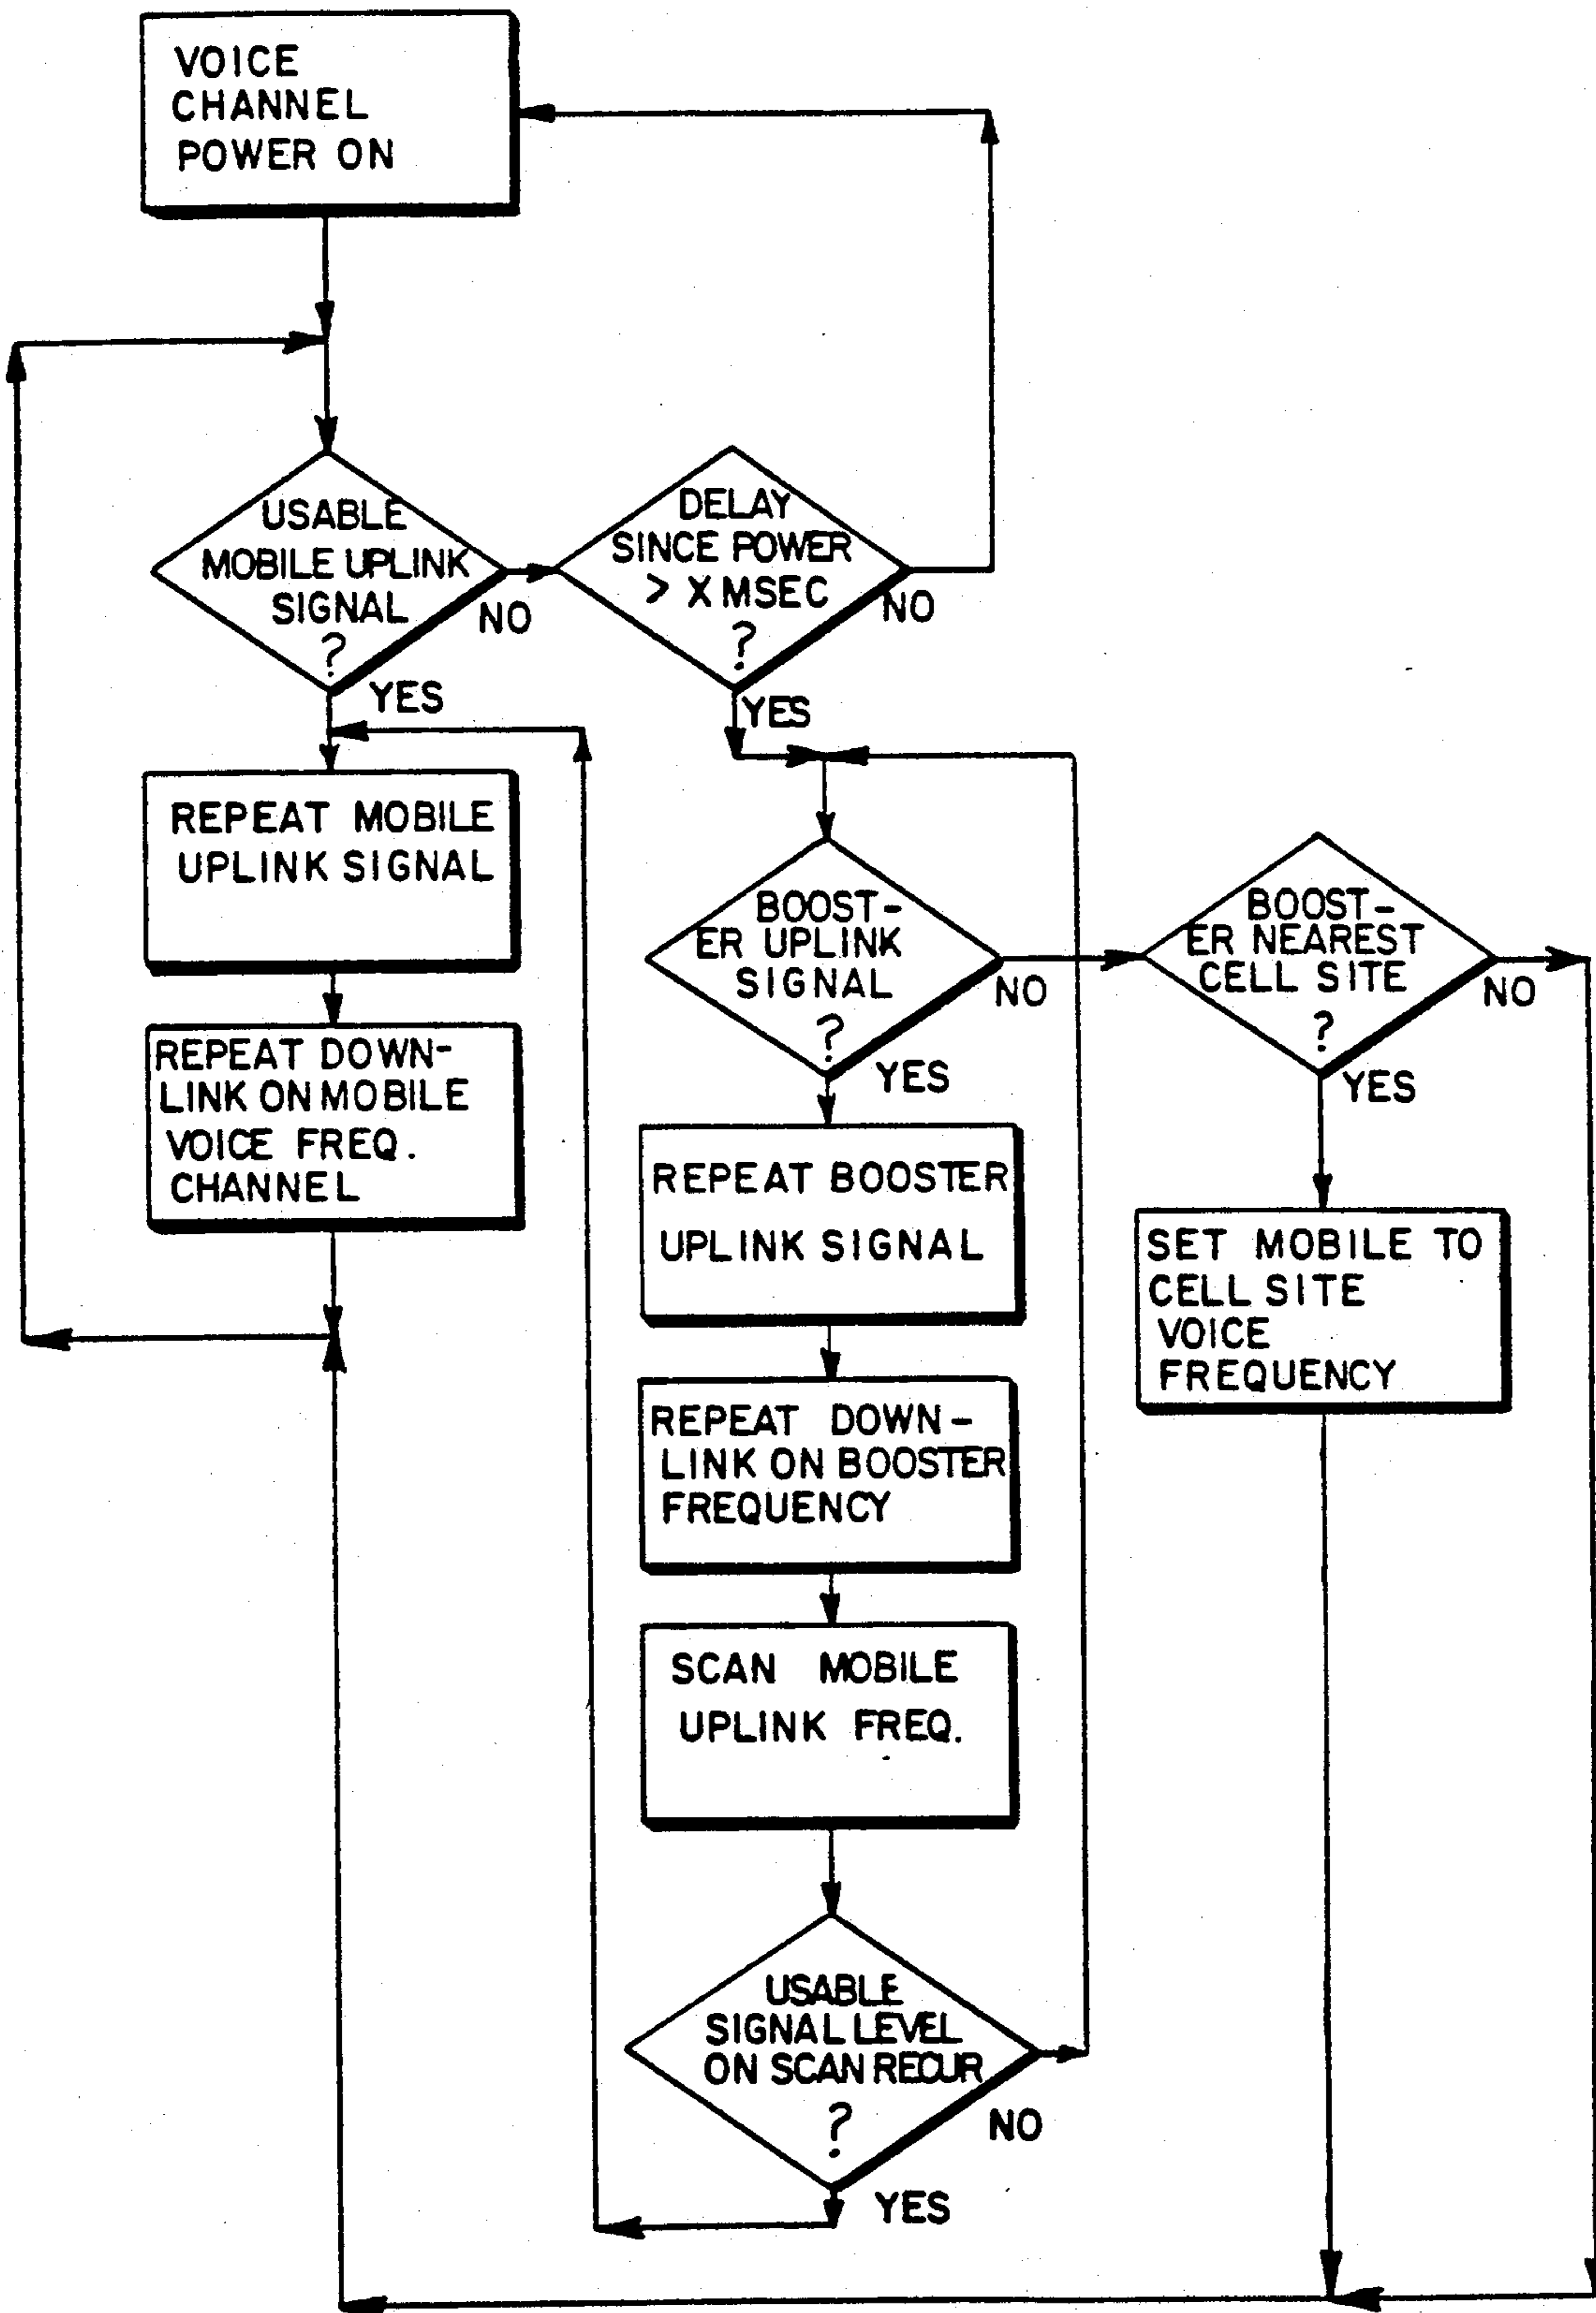 VOICE
CHANNEL
POWER ON
USABLE
MOBILE UPLINK
SIGNAL
?
NO
YES
DELAY
SINCE POWER
> X MSEC
?
NO
YES
REPEAT MOBILE
UPLINK SIGNAL
REPEAT DOWN-
LINK ON MOBILE
VOICE FREQ.
CHANNEL
BOOST-
ER UPLINK
SIGNAL
?
NO
YES
BOOST-
ER NEAREST
CELL SITE
?
NO
YES
REPEAT BOOSTER
UPLINK SIGNAL
SET MOBILE TO
CELL SITE
VOICE
FREQUENCY
REPEAT DOWN-
LINK ON BOOSTER
FREQUENCY
SCAN MOBILE
UPLINK FREQ.
USABLE
SIGNAL LEVEL
ON SCAN RECUR
?
NO
YES